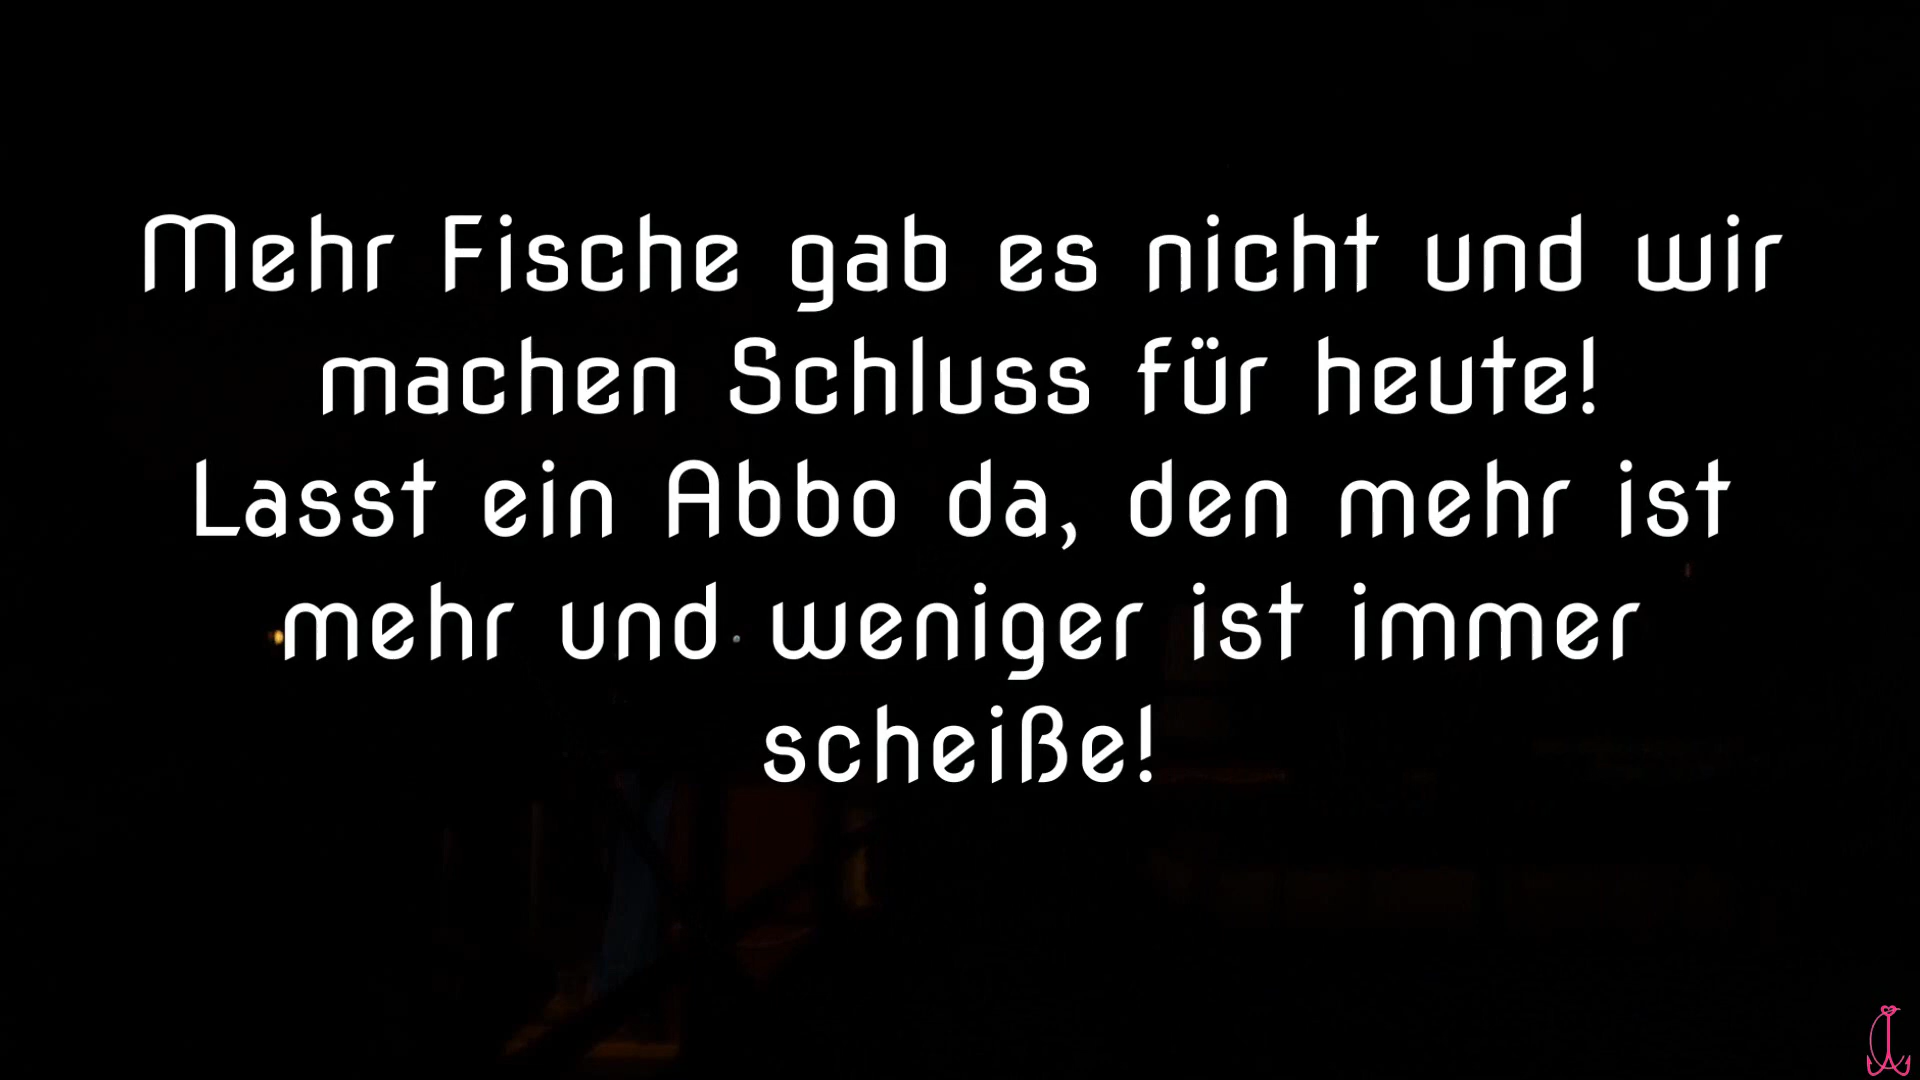 Mehr Fische gab es nicht und wir
machen Schluss für heute!
Lasst ein Abbo da, den mehr ist
mehr und weniger ist immer
scheiße!